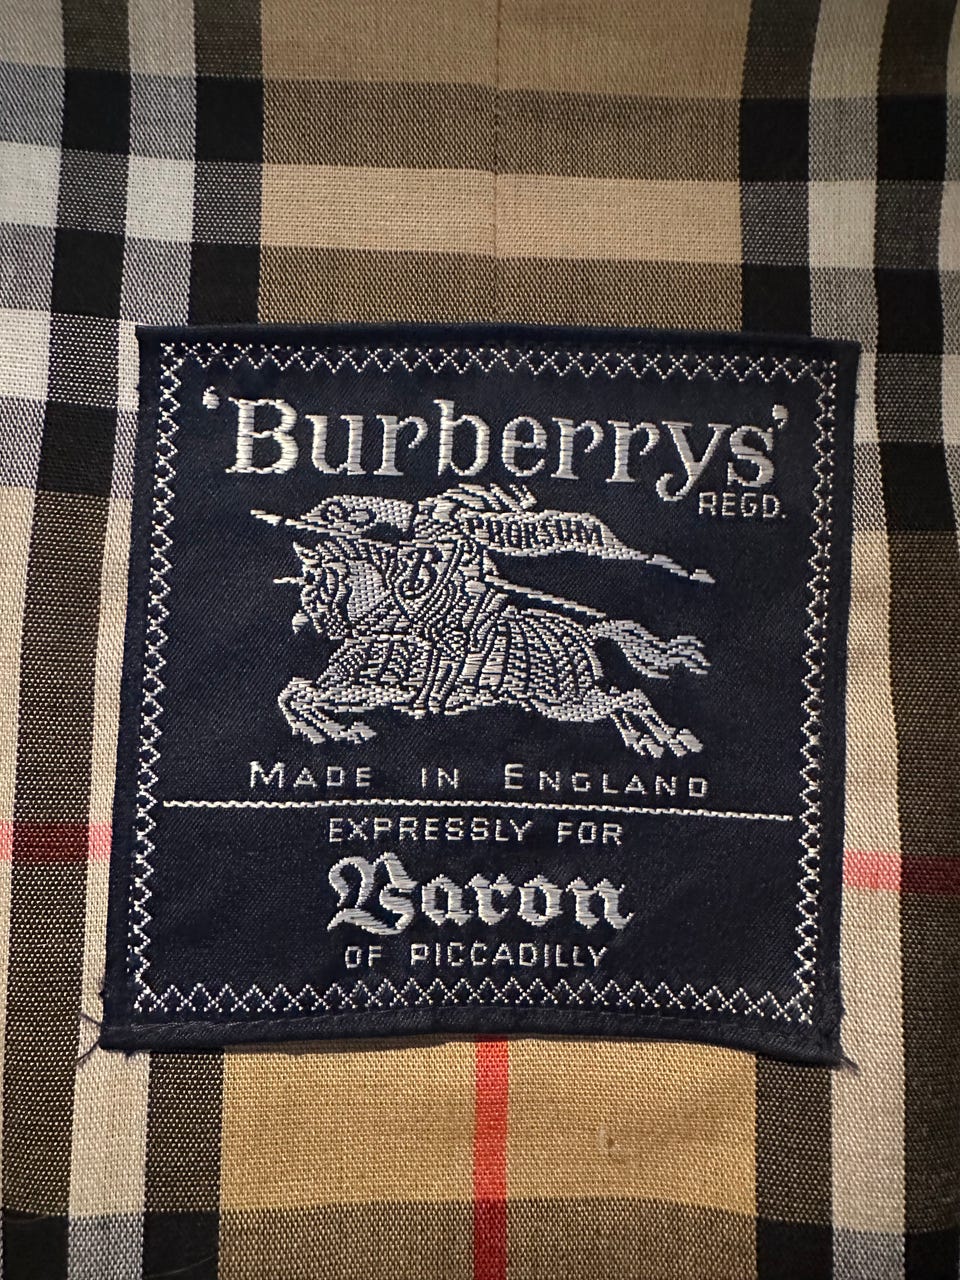 ‘Burberrys’
REGD.
PRORSUM
B
MADE IN ENGLAND
EXPRESSLY FOR
Baron
OF PICCADILLY